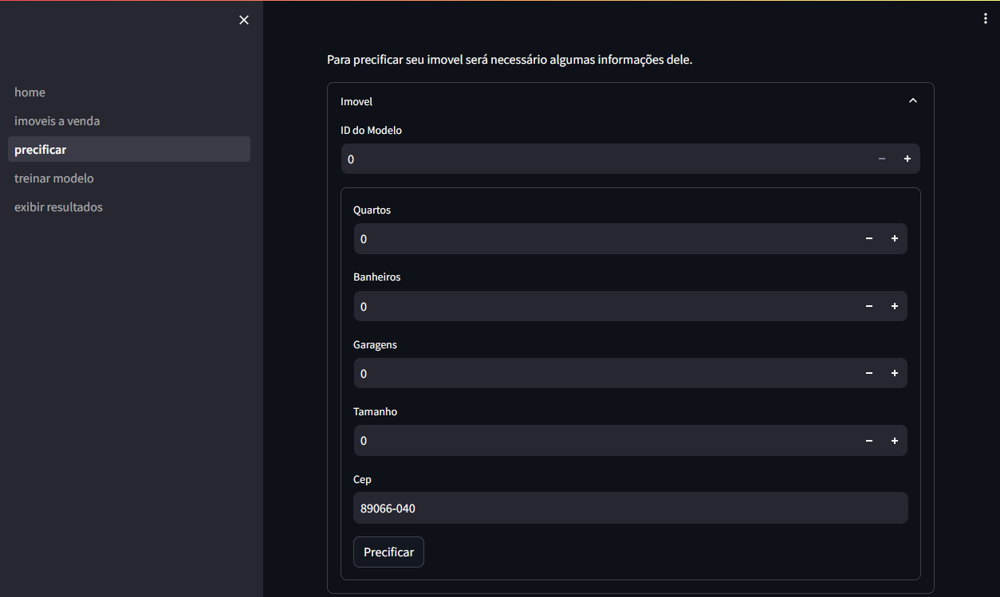 home
imoveis a venda
precificar
treinar modelo
exibir resultados
Para precificar seu imovel será necessário algumas informações dele.
Imovel
ID do Modelo
0
Quartos
0
Banheiros
0
Garagens
0
Tamanho
0
Cep
89066-040
Precificar